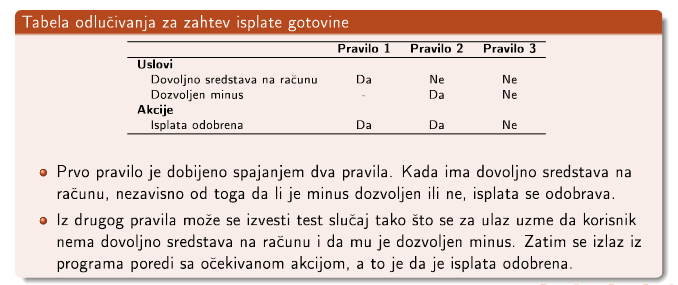 Tabela odlučivanja za zahtev isplate gotovine
Pravilo 1 Pravilo 2 Pravilo 3
Uslovi
Dovoljno sredstava na računu Da Ne Ne
Dozvoljen minus - Da Ne
Akcije
Isplata odobrena Da Da Ne
Prvo pravilo je dobijeno spajanjem dva pravila. Kada ima dovoljno sredstava na
računu, nezavisno od toga da li je minus dozvoljen ili ne, isplata se odobrava.
Iz drugog pravila može se izvesti test slučaj tako što se za ulaz uzme da korisnik
nema dovoljno sredstava na računu i da mu je dozvoljen minus. Zatim se izlaz iz
programa poredi sa očekivanom akcijom, a to je da je isplata odobrena.